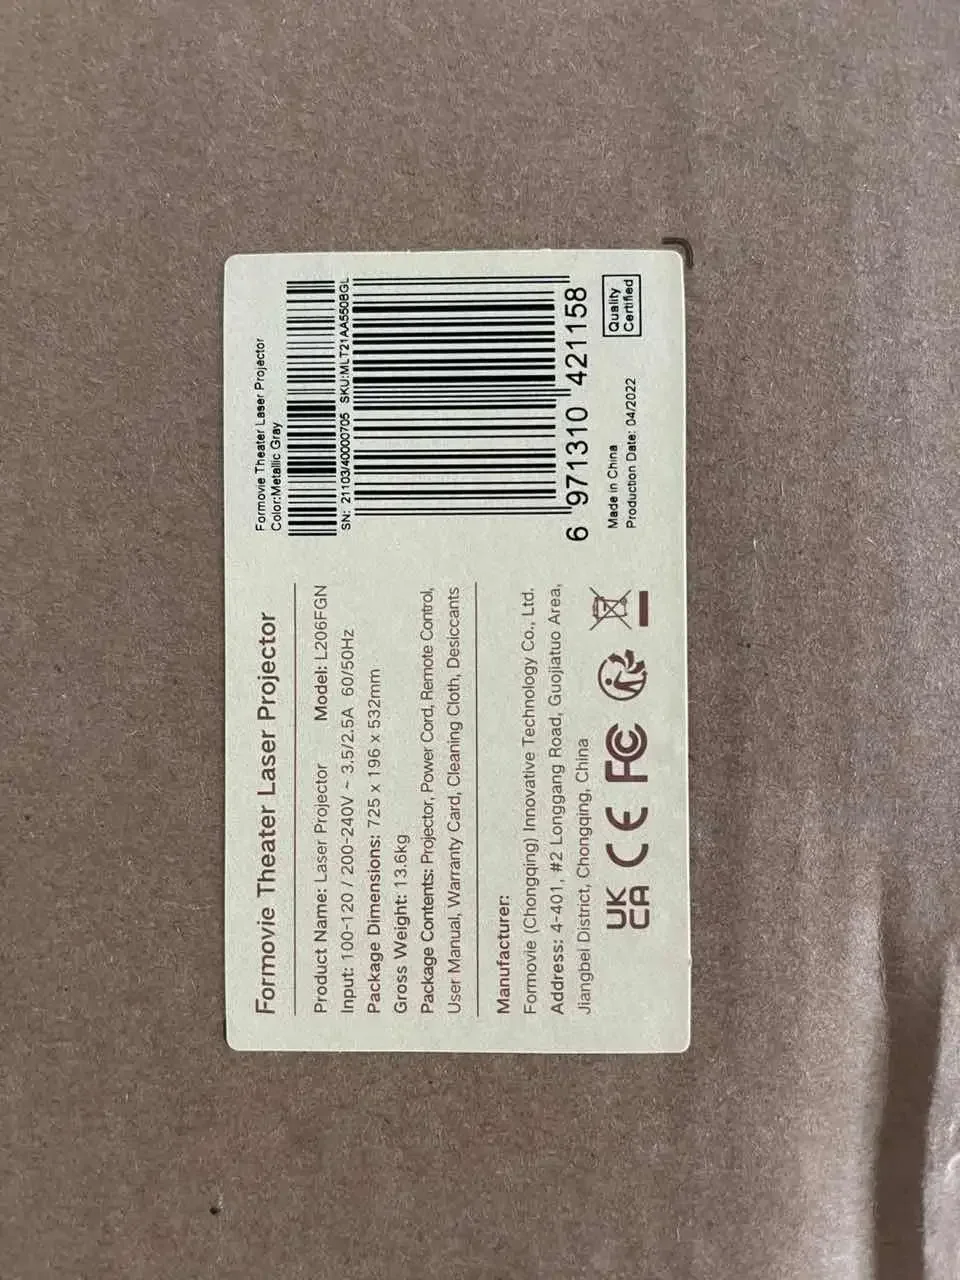 Formovie Theater Laser Projector
Product Name: Laser Projector Model: L206FGN
Input: 100-120 / 200-240V ~ 3.5/2.5A 60/50Hz
Package Dimensions: 725 x 196 x 532mm
Gross Weight: 13.6kg
Package Contents: Projector, Power Cord, Remote Control,
User Manual, Warranty Card, Cleaning Cloth, Desiccants
Manufacturer:
Formovie (Chongqing) Innovative Technology Co., Ltd.
Address: 4-401, #2 Longgang Road, Guojiatuo Area,
Jiangbei District, Chongqing, China
UK
CA CE FC
Formovie Theater Laser Projector
Color:Metallic Gray
SN: 21103/40000705 SKU:MLT21AA550BGL
6 971310 421158
Made in China
Production Date: 04/2022
Quality
Certified